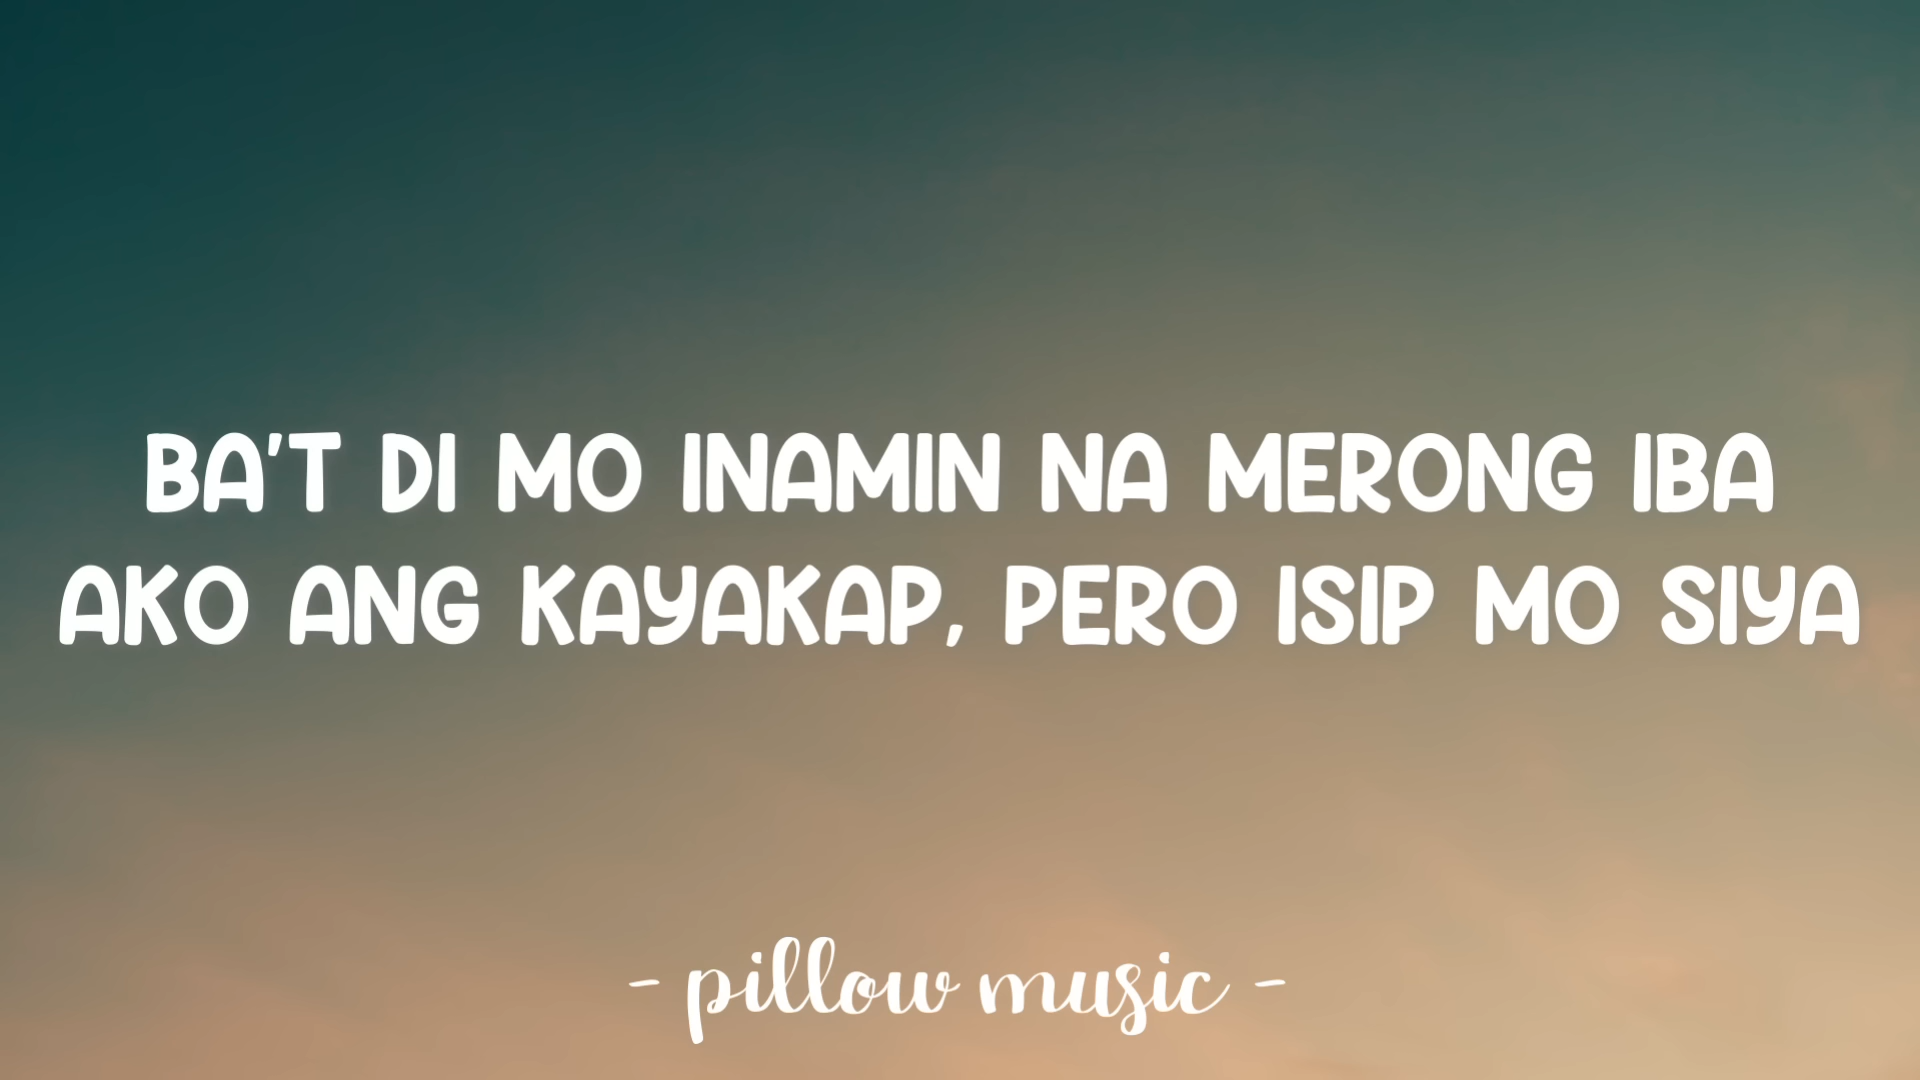 BA'T DI MO INAMIN NA MERONG IBA
AKO ANG KAYAKAP, PERO ISIP MO SIYA
- pillow music -